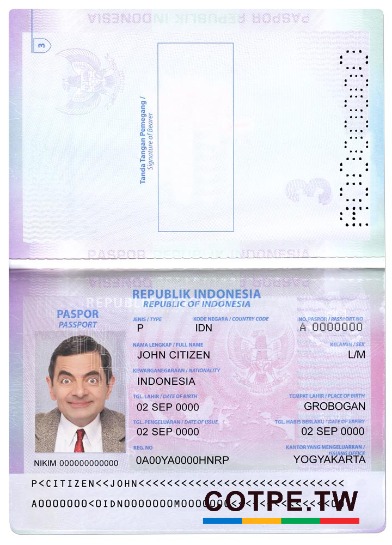 PASPOR REPUBLIK INDONESIA
3
Tanda Tangan Pemegang /
Signature of Bearer
PASPOR REPUBLIK INDONESIA
REPUBLIK INDONESIA
REPUBLIC OF INDONESIA
PASPOR
PASSPORT
JENIS / TYPE KODE NEGARA / COUNTRY CODE NO. PASPOR / PASSPORT NO
P IDN A 0000000
NAMA LENGKAP / FULL NAME KELAMIN / SEX
JOHN CITIZEN L/M
KEWARGANEGARAAN / NATIONALITY
INDONESIA
TGL. LAHIR / DATE OF BIRTH TEMPAT LAHIR / PLACE OF BIRTH
02 SEP 0000 GROBOGAN
TGL. PENGELUARAN / DATE OF ISSUE TGL. HABIS BERLAKU / DATE OF EXPIRY
02 SEP 0000 02 SEP 0000
REG. NO KANTOR YANG MENGELUARKAN /
ISSUING OFFICE
0A00YA0000HNRP YOGYAKARTA
NIKIM 000000000000
P<CITIZEN<<JOHN<<<<<<<<<<<<<<<<<<<<<<<<<<<<<
COTPE.TW